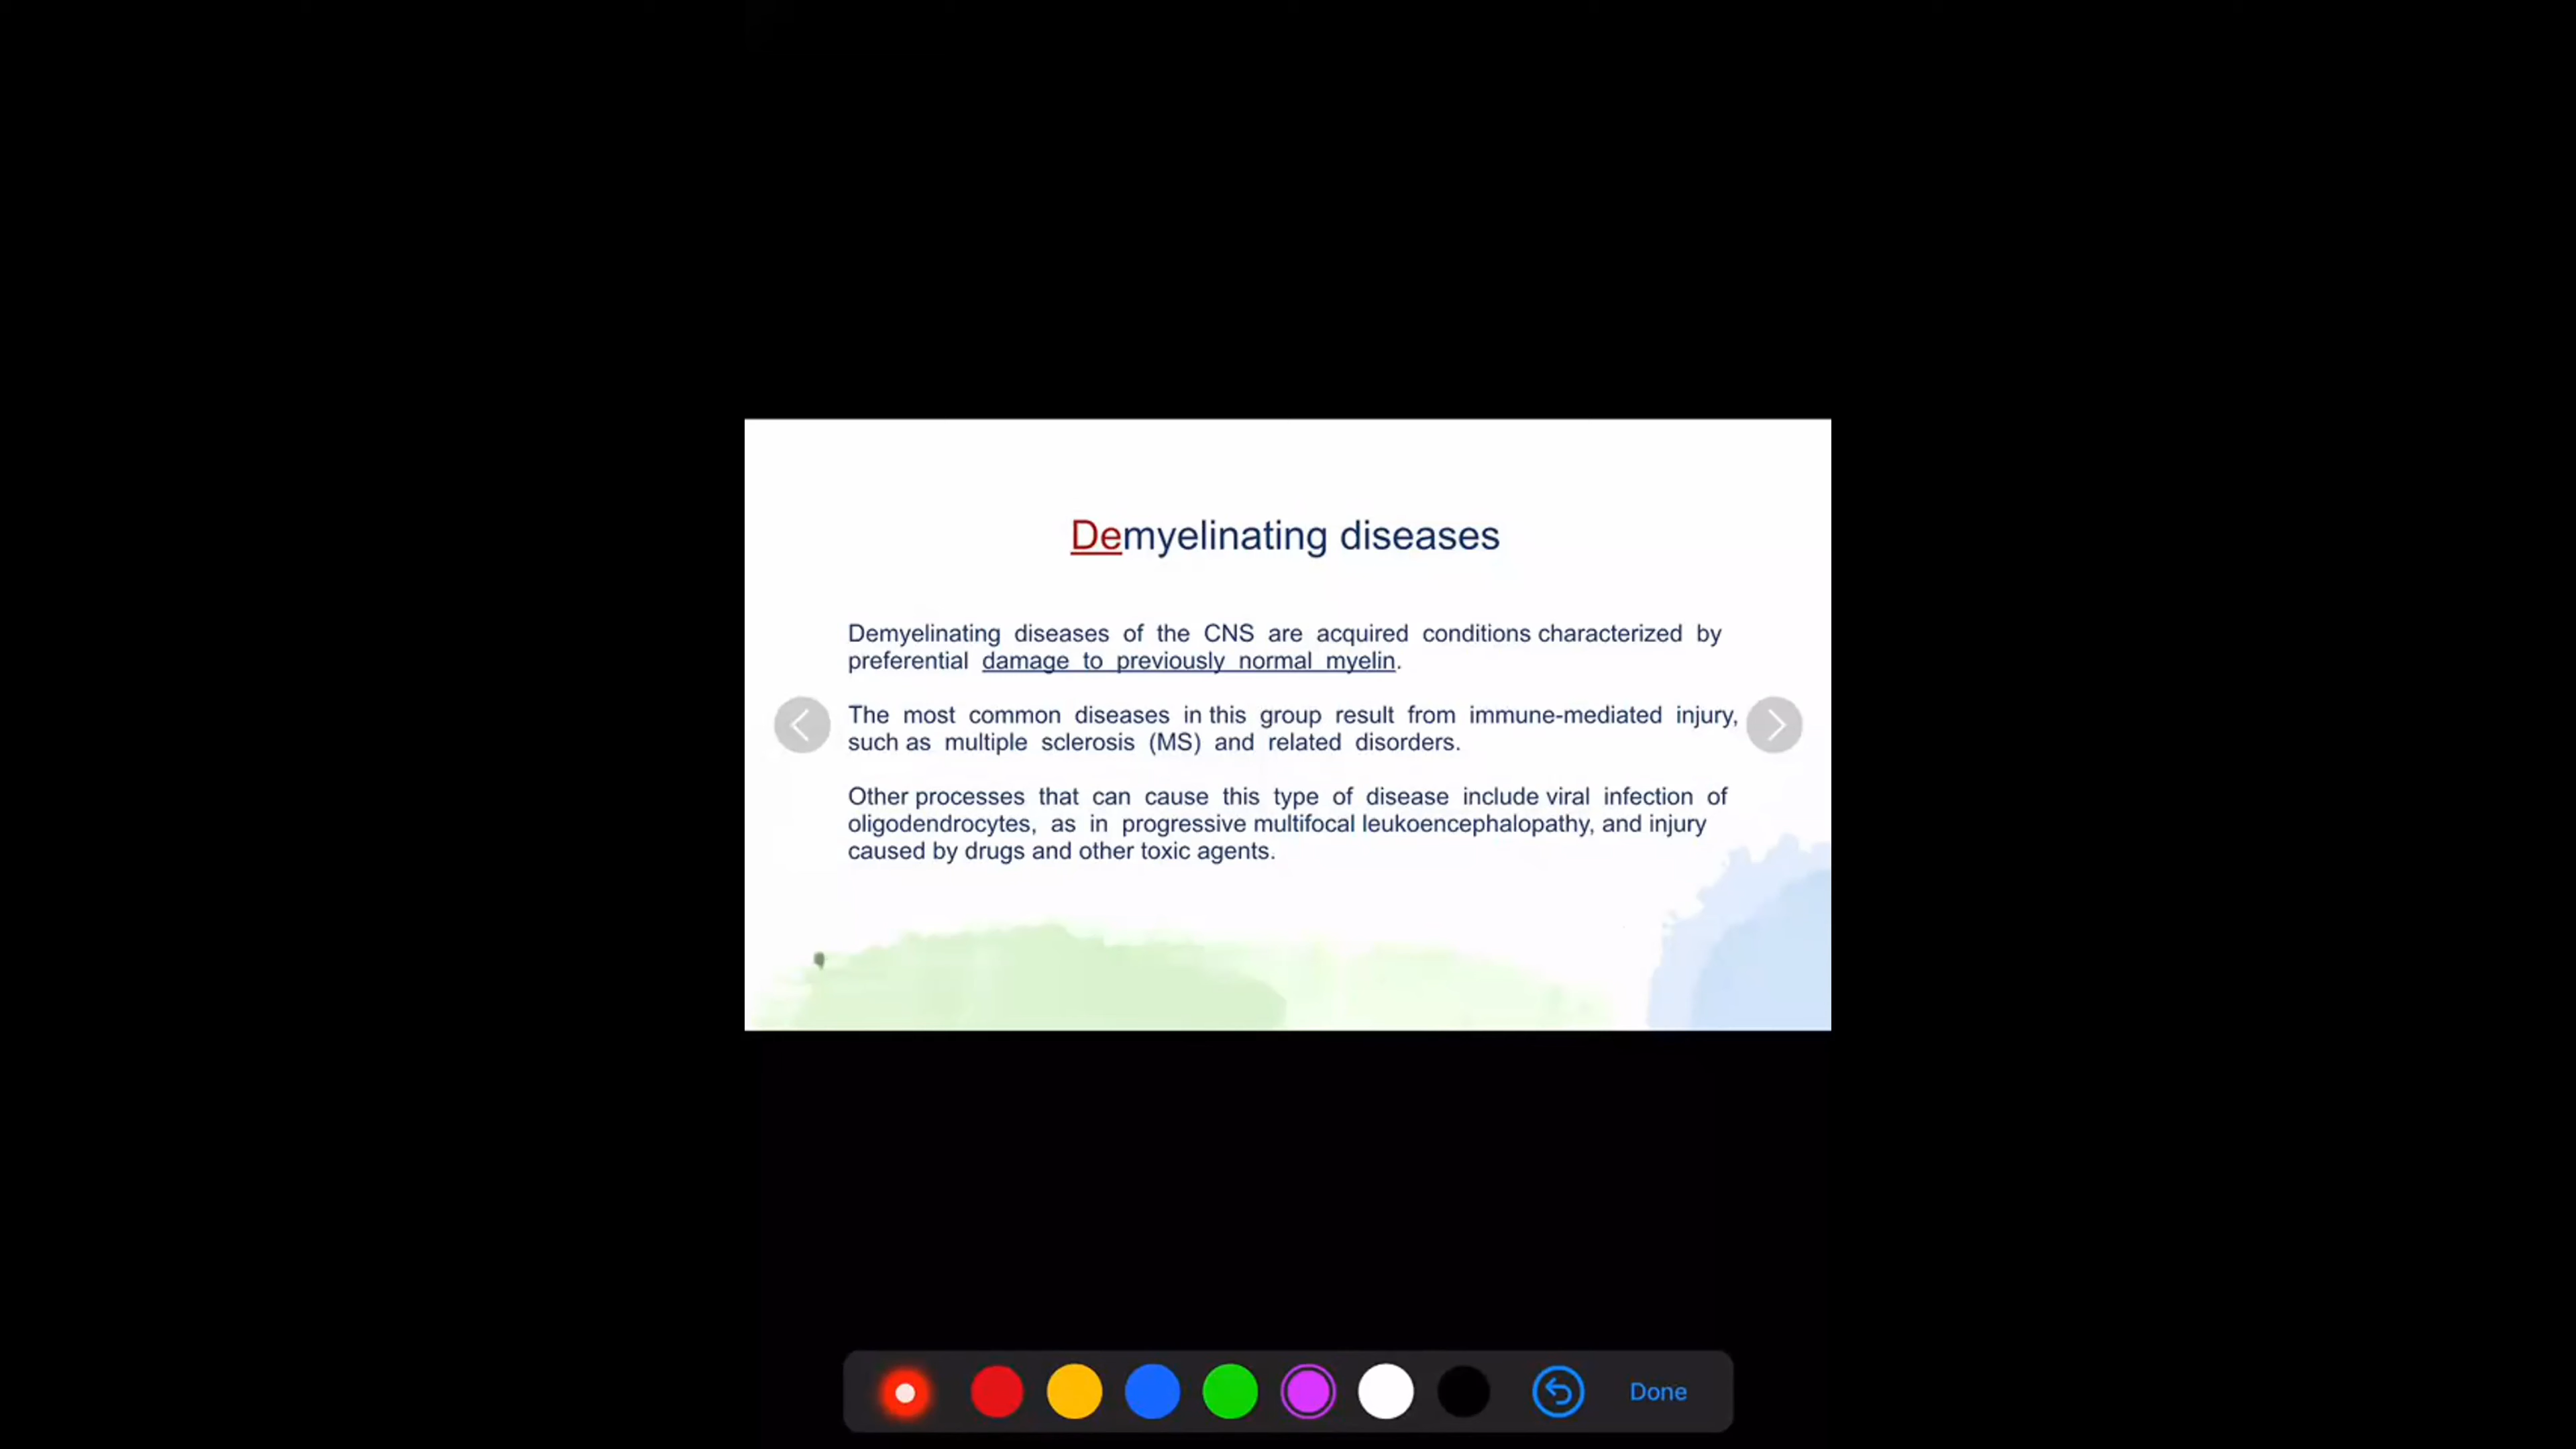 Demyelinating diseases
Demyelinating diseases of the CNS are acquired conditions characterized by
preferential damage to previously normal myelin.
The most common diseases in this group result from immune-mediated injury,
such as multiple sclerosis (MS) and related disorders.
Other processes that can cause this type of disease include viral infection of
oligodendrocytes, as in progressive multifocal leukoencephalopathy, and injury
caused by drugs and other toxic agents.
Done